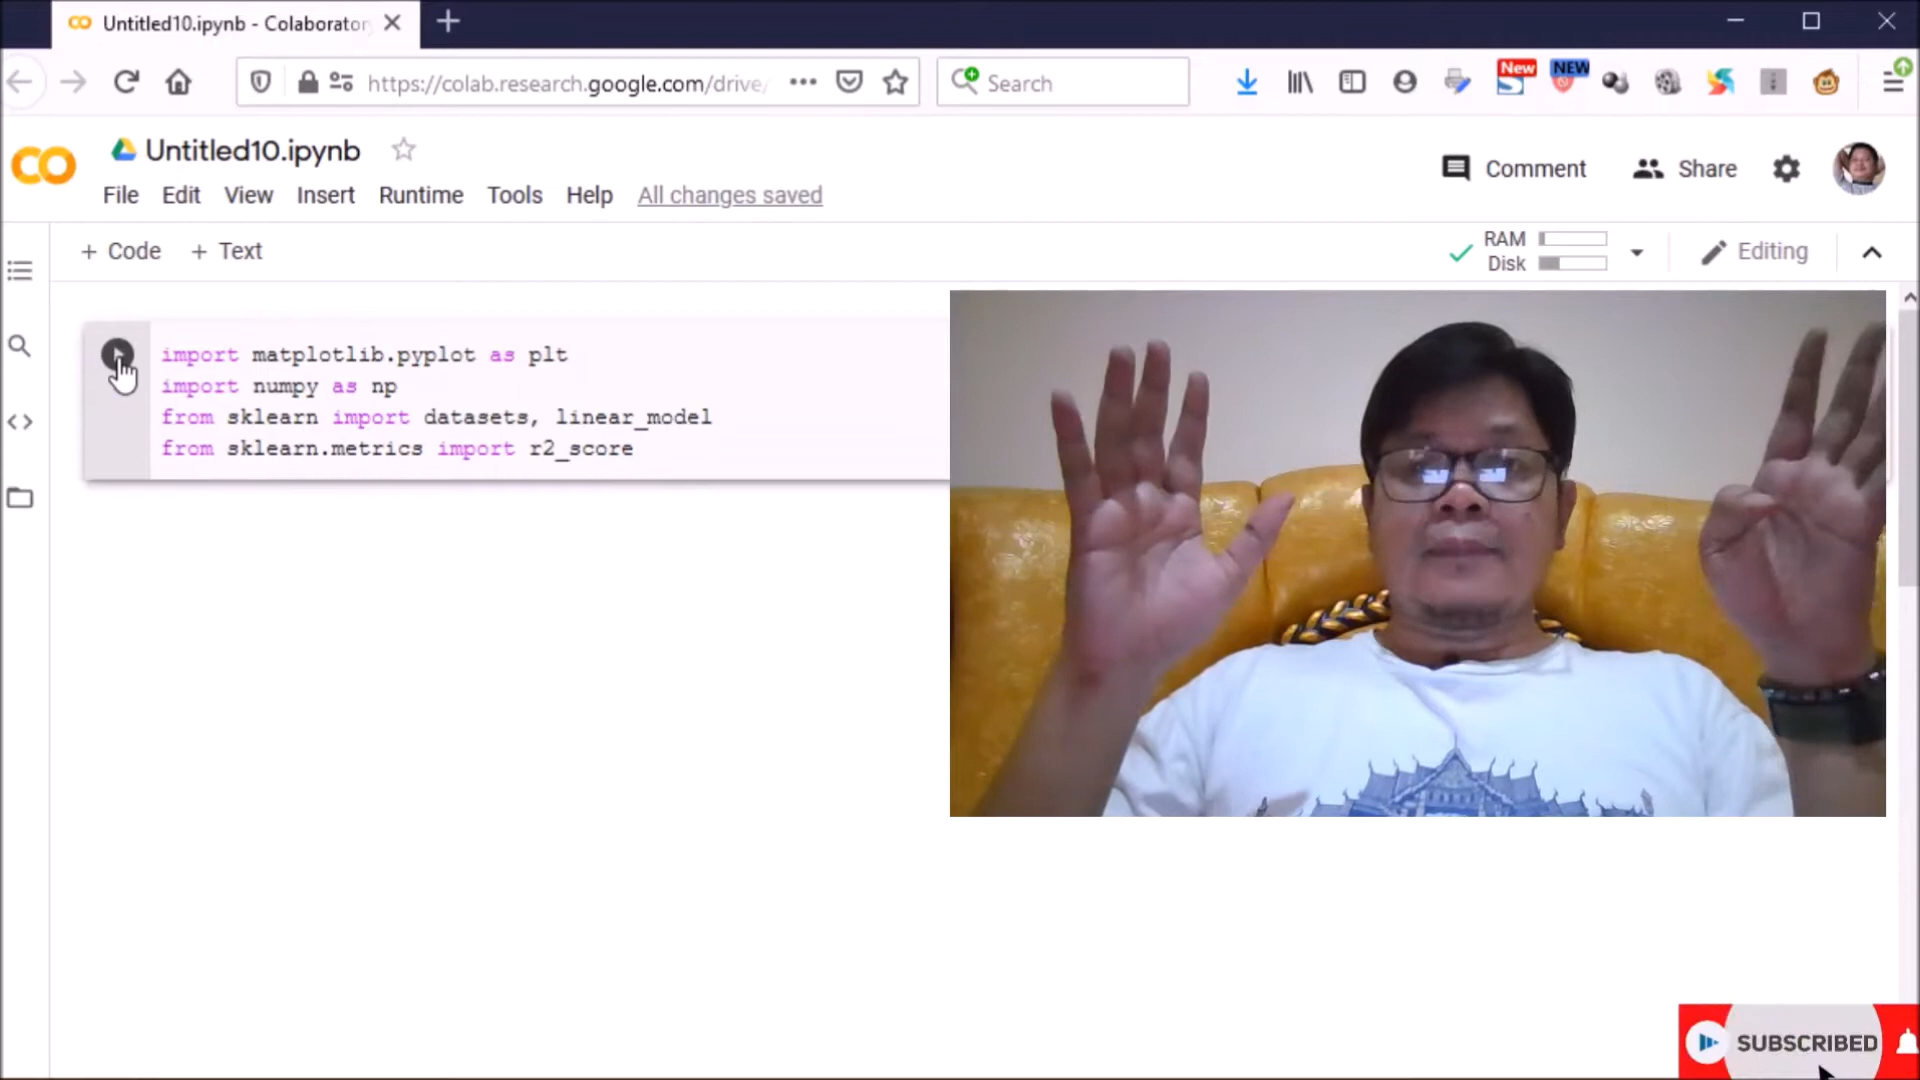 Untitled10.ipynb - Colaborator
https://colab.research.google.com/drive/
Search
New
NEW
CO
Untitled10.ipynb
Comment
Share
File Edit View Insert Runtime Tools Help All changes saved
+ Code + Text
RAM
Disk
Editing
import matplotlib.pyplot as plt
import numpy as np
from sklearn import datasets, linear_model
from sklearn.metrics import r2_score
SUBSCRIBED